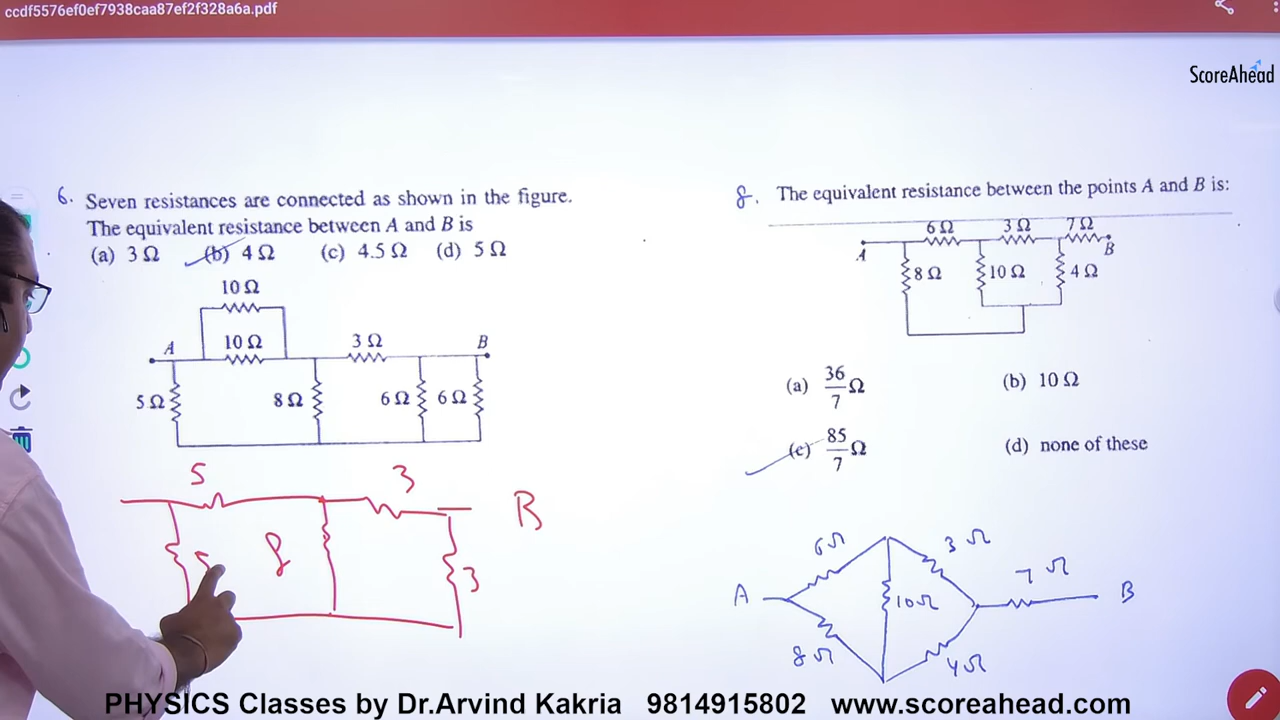 ccdf5576ef0ef7938caa87ef2f328a6a.pdf
ScoreAhead
6. Seven resistances are connected as shown in the figure.
The equivalent resistance between A and B is
(a) 3 Ω (b) 4 Ω (c) 4.5 Ω (d) 5 Ω
10 Ω
A 10 Ω 3 Ω B
5 Ω 8 Ω 6 Ω 6 Ω
5 3 B
5 8 3
8. The equivalent resistance between the points A and B is:
6 Ω 3 Ω 7 Ω
A B
8 Ω 10 Ω 4 Ω
(a) 36/7 Ω (b) 10 Ω
(c) 85/7 Ω (d) none of these
6Ω 3 Ω
7 Ω
A 10Ω B
8Ω 4Ω
PHYSICS Classes by Dr.Arvind Kakria 9814915802 www.scoreahead.com